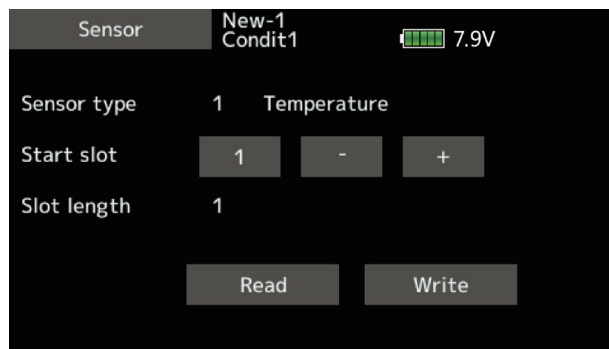 Sensor
New-1
Condit1
7.9V
Sensor type 1 Temperature
Start slot 1 - +
Slot length 1
Read Write